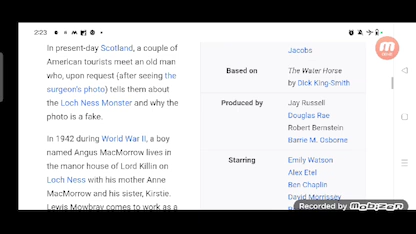 2:23
In present-day Scotland, a couple of
American tourists meet an old man
who, upon request (after seeing the
surgeon's photo) tells them about
the Loch Ness Monster and why the
photo is a fake.
In 1942 during World War II, a boy
named Angus MacMorrow lives in
the manor house of Lord Killin on
Loch Ness with his mother Anne
MacMorrow and his sister, Kirstie.
Lewis Mowbray comes to work as a
Jacobs
Based on The Water Horse
by Dick King-Smith
Produced by Jay Russell
Douglas Rae
Robert Bernstein
Barrie M. Osborne
Starring Emily Watson
Alex Etel
Ben Chaplin
David Morrissey
Recorded by Mobizen